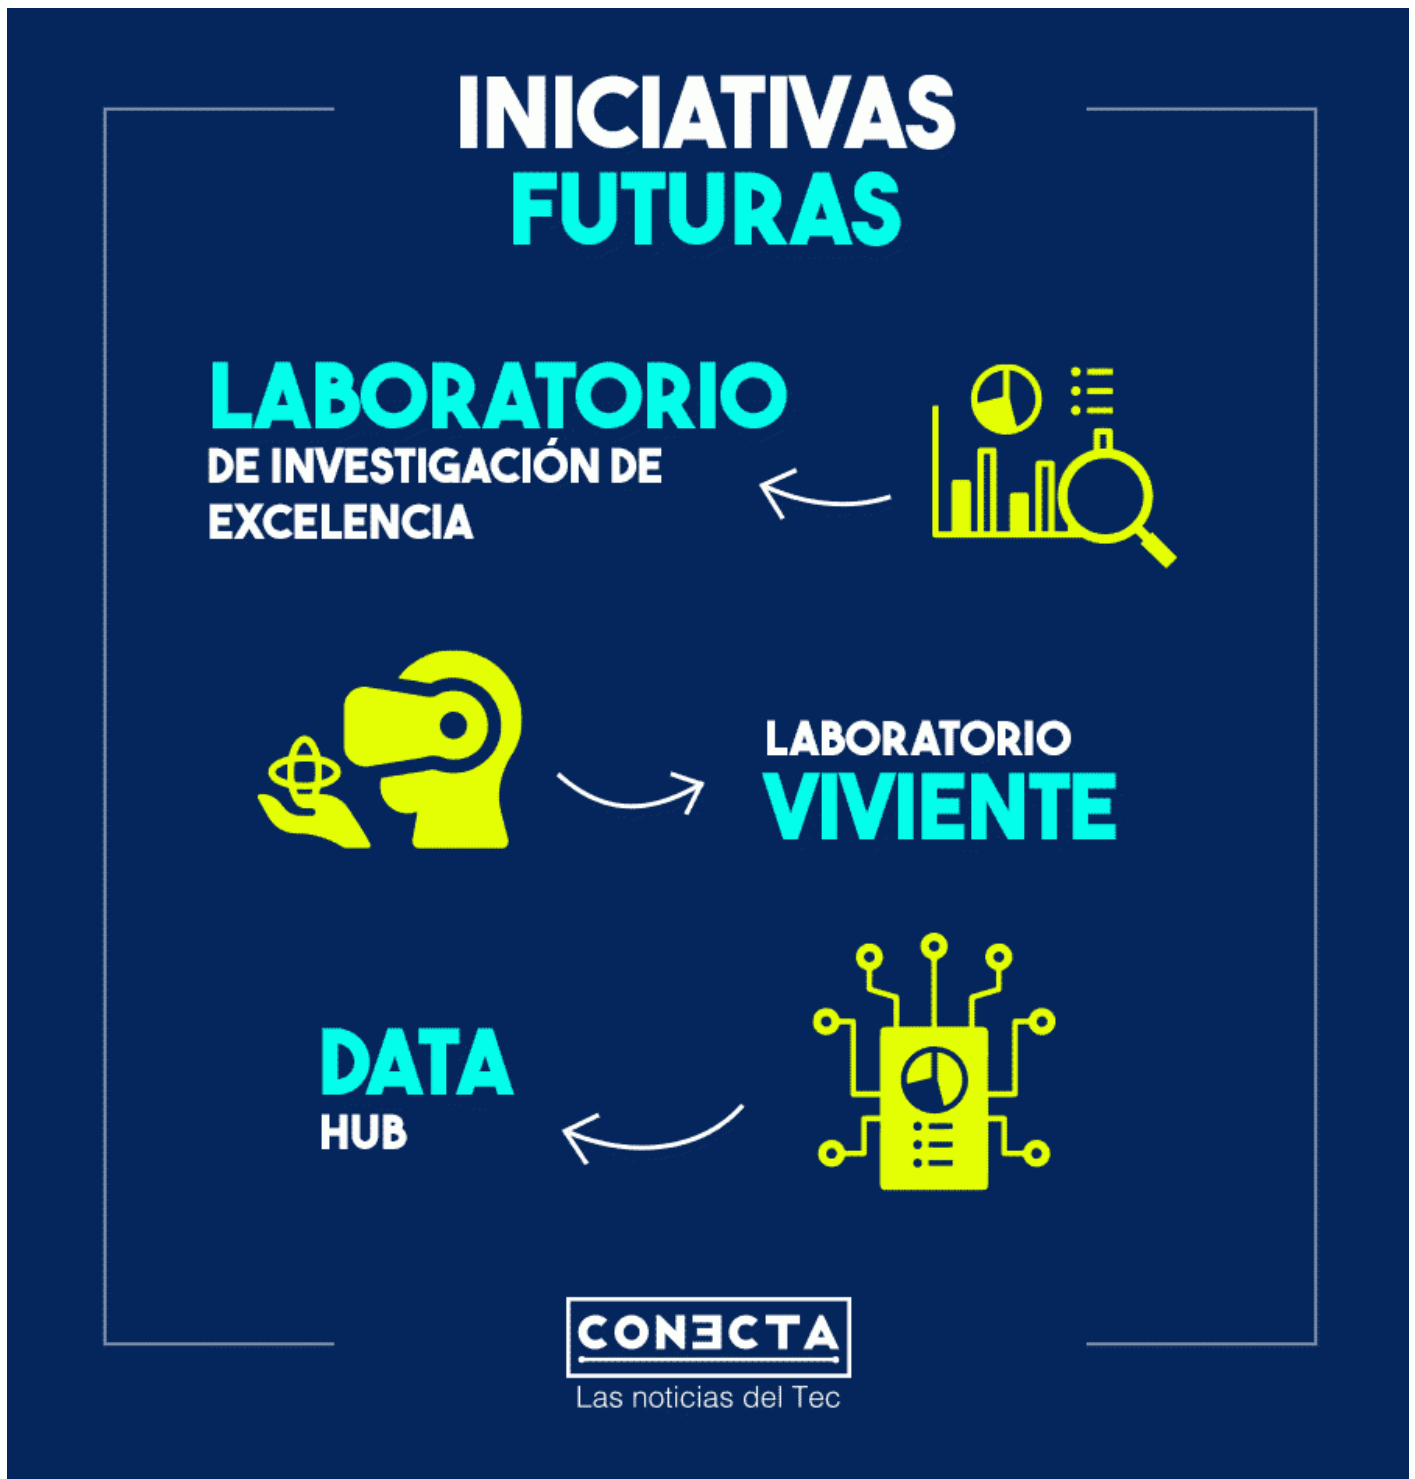 INICIATIVAS
FUTURAS
LABORATORIO
DE INVESTIGACIÓN DE
EXCELENCIA
LABORATORIO
VIVIENTE
DATA
HUB
CONECTA
Las noticias del Tec